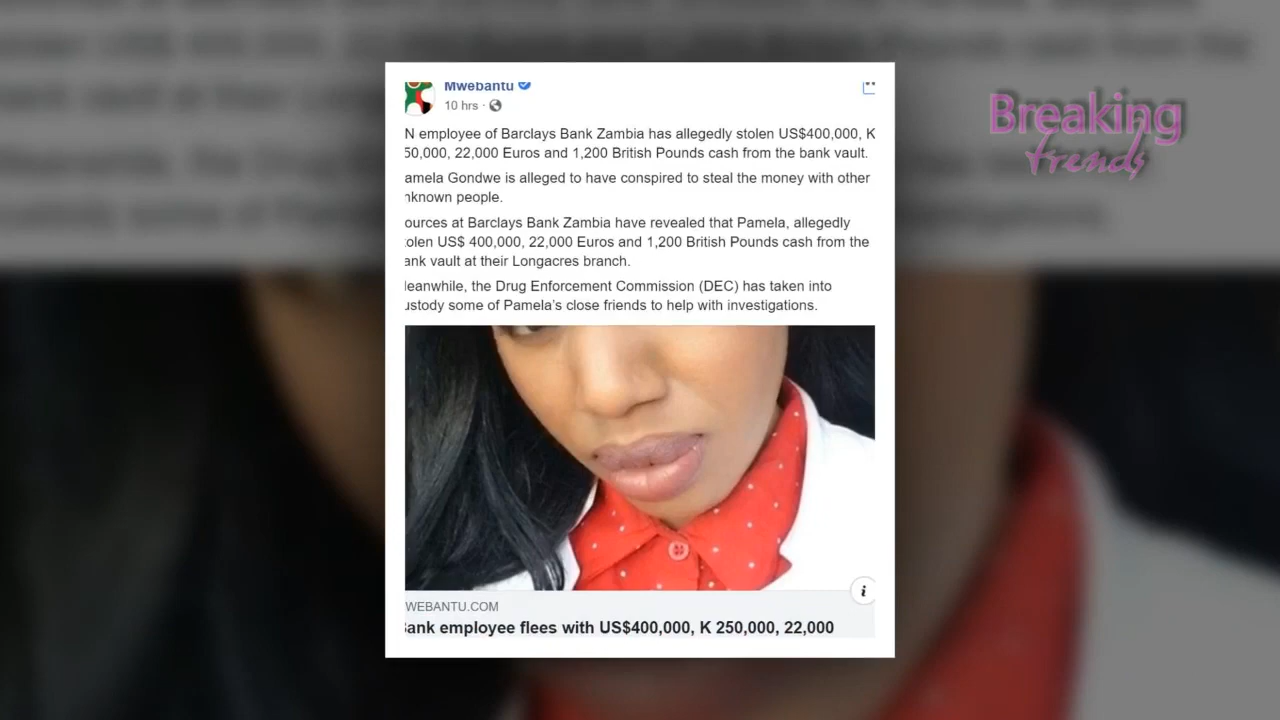 Mwebantu
10 hrs ·
N employee of Barclays Bank Zambia has allegedly stolen US$400,000, K
50,000, 22,000 Euros and 1,200 British Pounds cash from the bank vault.
amela Gondwe is alleged to have conspired to steal the money with other
nknown people.
ources at Barclays Bank Zambia have revealed that Pamela, allegedly
tolen US$ 400,000, 22,000 Euros and 1,200 British Pounds cash from the
ank vault at their Longacres branch.
eanwhile, the Drug Enforcement Commission (DEC) has taken into
ustody some of Pamela's close friends to help with investigations.
WEBANTU.COM
Bank employee flees with US$400,000, K 250,000, 22,000
Breaking
trends